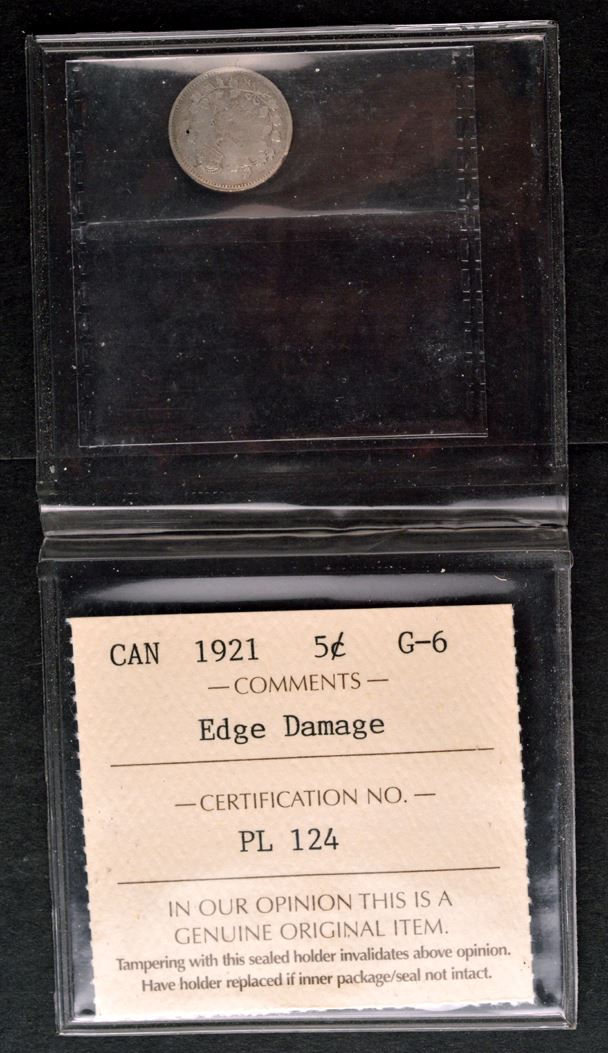 CAN 1921 5¢ G-6
— COMMENTS —
Edge Damage
— CERTIFICATION NO. —
PL 124
IN OUR OPINION THIS IS A
GENUINE ORIGINAL ITEM.
Tampering with this sealed holder invalidates above opinion.
Have holder replaced if inner package/seal not intact.